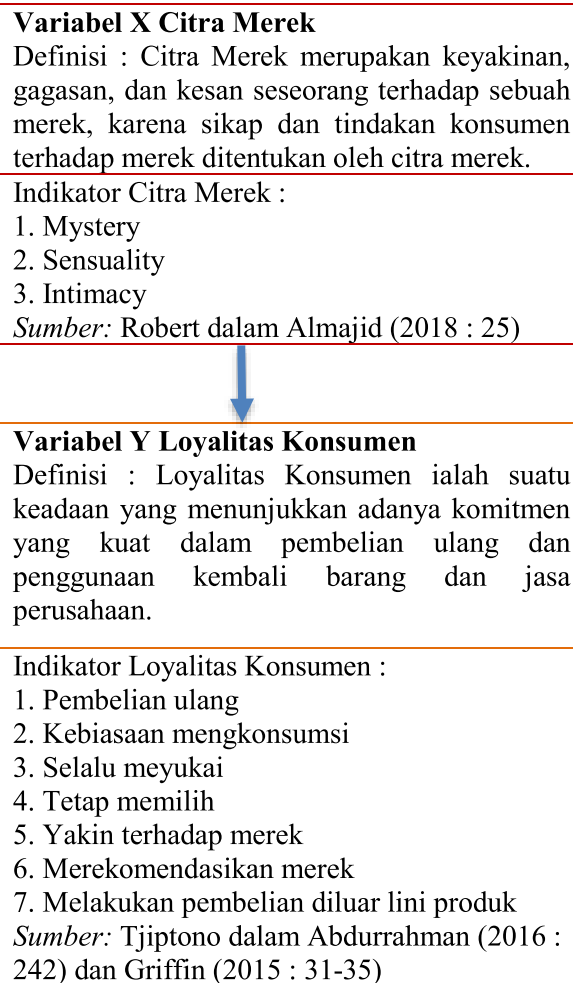 Variabel X Citra Merek
Definisi : Citra Merek merupakan keyakinan,
gagasan, dan kesan seseorang terhadap sebuah
merek, karena sikap dan tindakan konsumen
terhadap merek ditentukan oleh citra merek.
Indikator Citra Merek :
1. Mystery
2. Sensuality
3. Intimacy
Sumber: Robert dalam Almajid (2018 : 25)
Variabel Y Loyalitas Konsumen
Definisi : Loyalitas Konsumen ialah suatu
keadaan yang menunjukkan adanya komitmen
yang kuat dalam pembelian ulang dan
penggunaan kembali barang dan jasa
perusahaan.
Indikator Loyalitas Konsumen :
1. Pembelian ulang
2. Kebiasaan mengkonsumsi
3. Selalu meyukai
4. Tetap memilih
5. Yakin terhadap merek
6. Merekomendasikan merek
7. Melakukan pembelian diluar lini produk
Sumber: Tjiptono dalam Abdurrahman (2016 :
242) dan Griffin (2015 : 31-35)